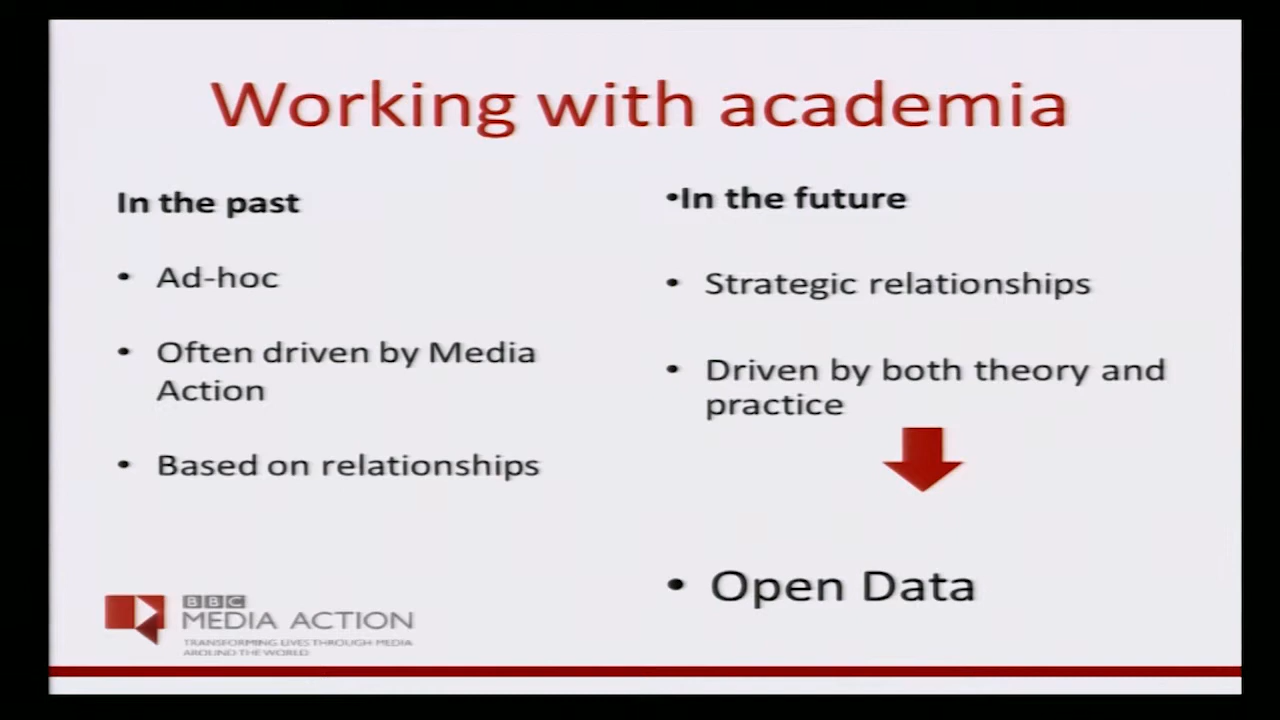 Working with academia
In the past
• Ad-hoc
• Often driven by Media
Action
• Based on relationships
•In the future
• Strategic relationships
• Driven by both theory and
practice
• Open Data
BBC
MEDIA ACTION
TRANSFORMING LIVES THROUGH MEDIA
AROUND THE WORLD